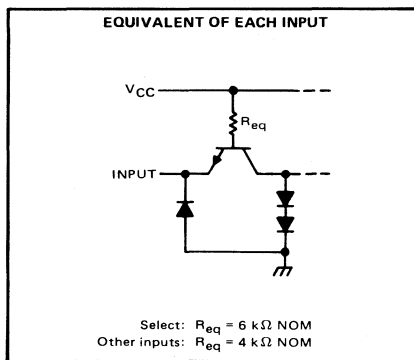 EQUIVALENT OF EACH INPUT
VCC
Req
INPUT
Select: Req = 6 kΩ NOM
Other inputs: Req = 4 kΩ NOM